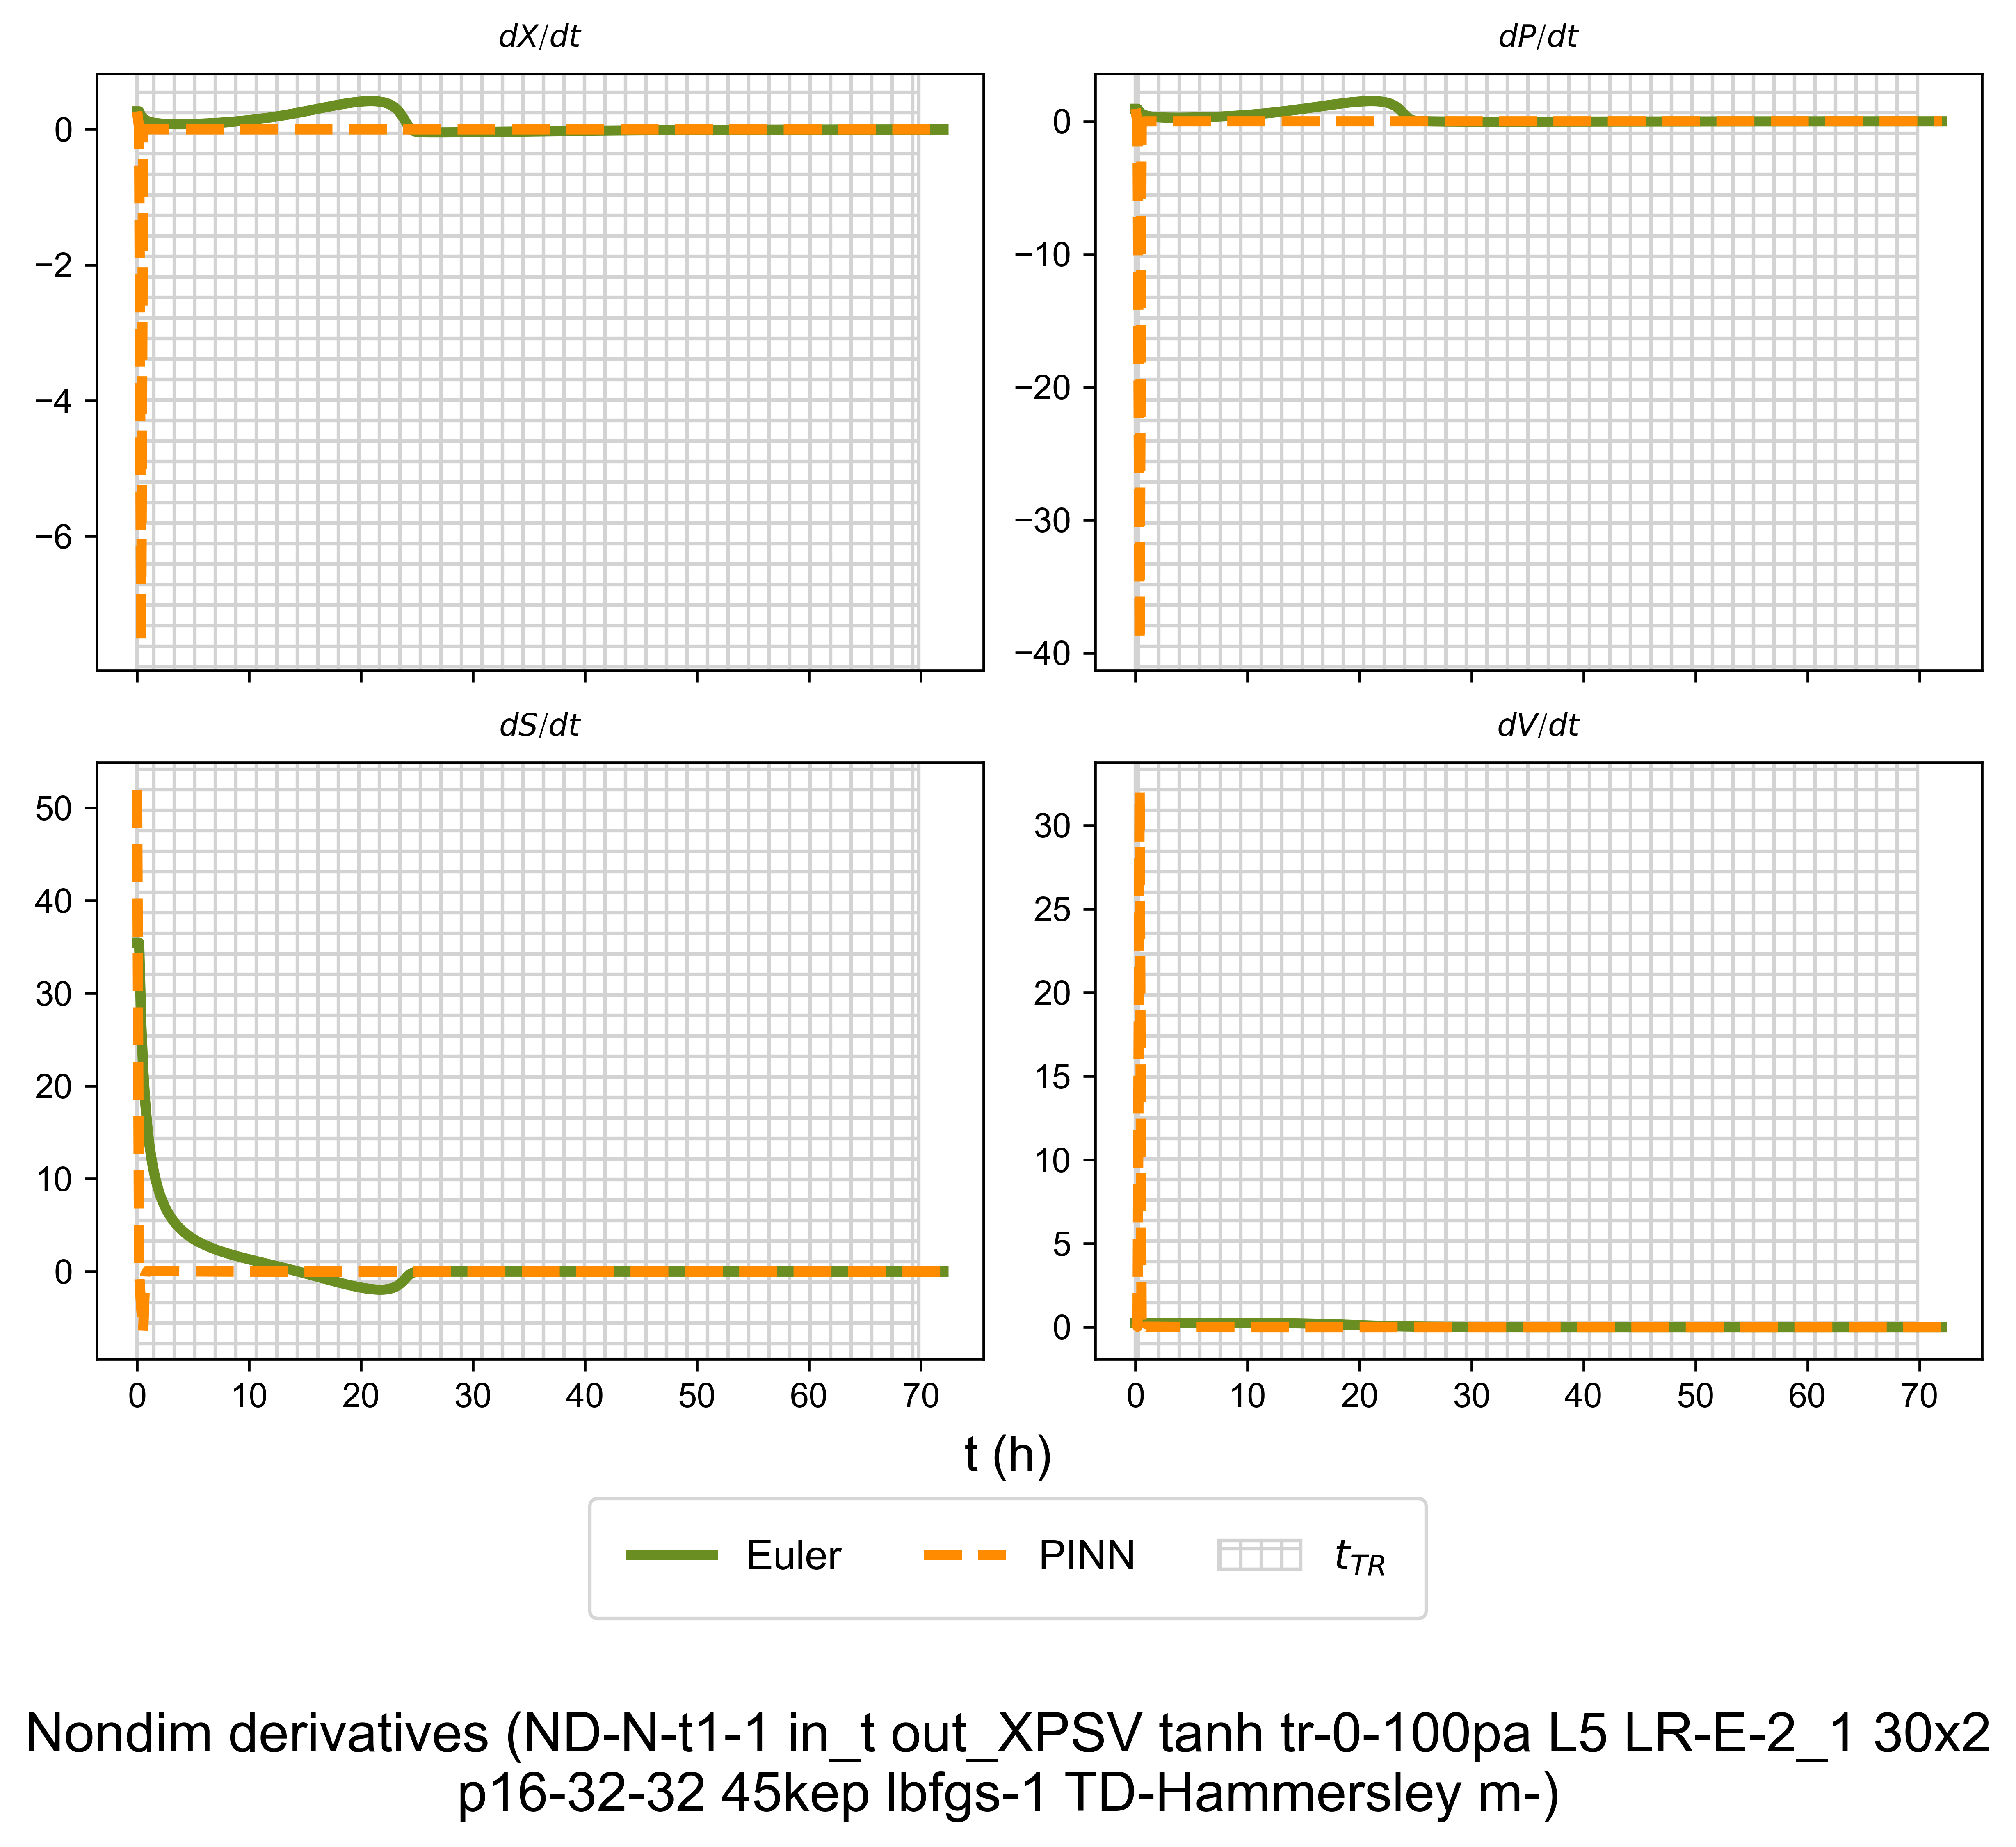 dX/dt
dP/dt
0
−2
−4
−6
0
−10
−20
−30
−40
dS/dt
dV/dt
50
40
30
20
10
0
30
25
20
15
10
5
0
0 10 20 30 40 50 60 70
0 10 20 30 40 50 60 70
t (h)
Euler PINN t_TR
Nondim derivatives (ND-N-t1-1 in_t out_XPSV tanh tr-0-100pa L5 LR-E-2_1 30x2
p16-32-32 45kep lbfgs-1 TD-Hammersley m-)